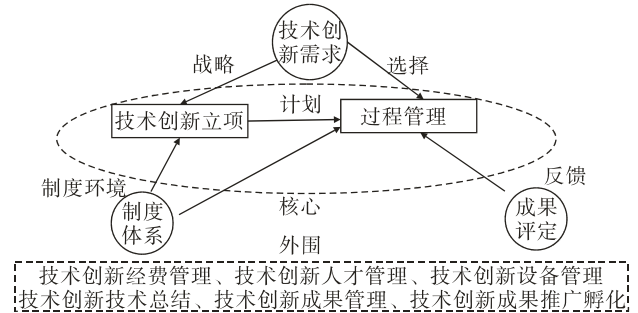 技术创
新需求
战略
选择
计划
技术创新立项
过程管理
制度环境
反馈
制度
体系
核心
成果
评定
外围
技术创新经费管理、技术创新人才管理、技术创新设备管理
技术创新技术总结、技术创新成果管理、技术创新成果推广孵化